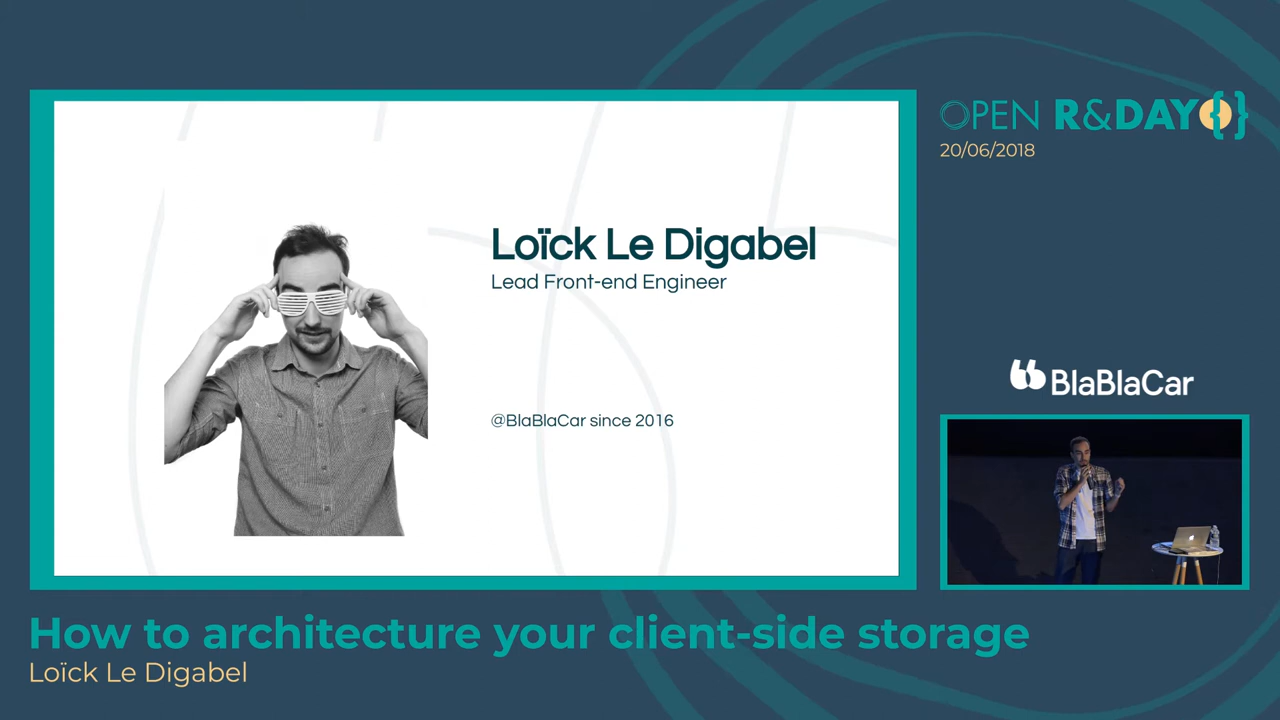 OPEN R&DAY{}
20/06/2018
Loïck Le Digabel
Lead Front-end Engineer
@BlaBlaCar since 2016
BlaBlaCar
How to architecture your client-side storage
Loïck Le Digabel